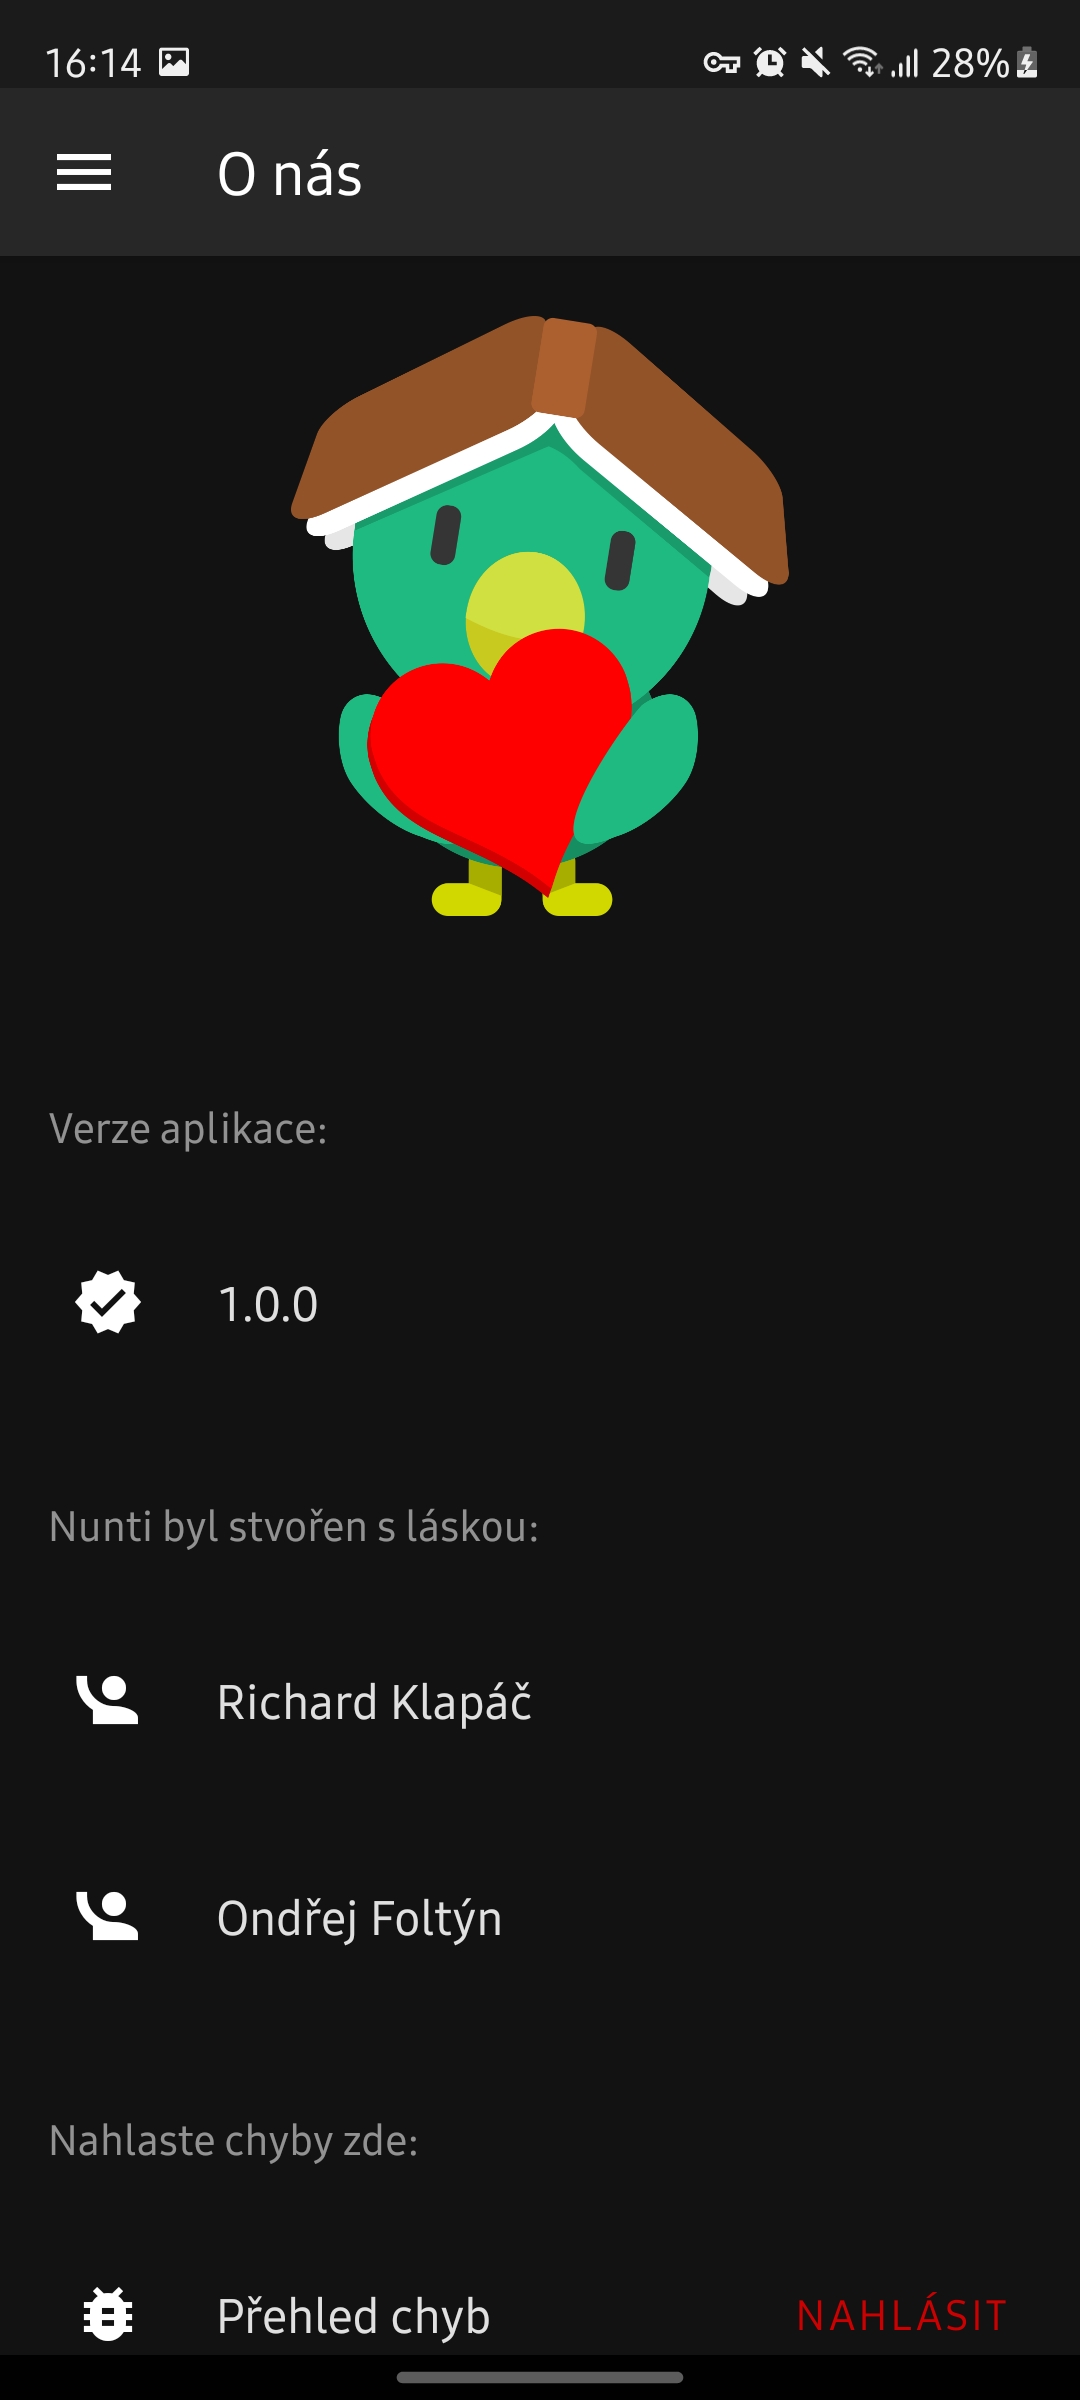 16:14 28%
O nás
Verze aplikace:
1.0.0
Nunti byl stvořen s láskou:
Richard Klapáč
Ondřej Foltýn
Nahlaste chyby zde:
Přehled chyb NAHLÁSIT